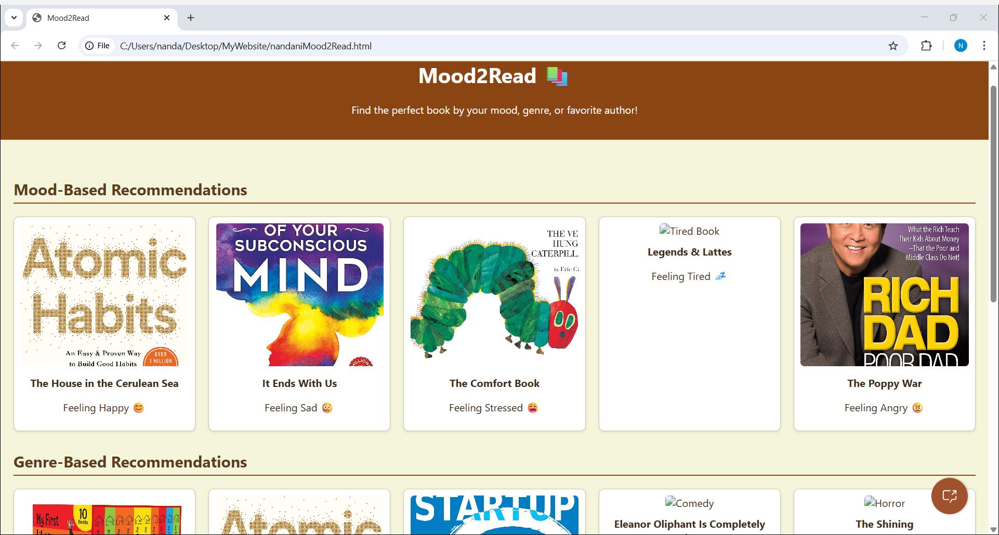 Mood2Read
File
C:/Users/nanda/Desktop/MyWebsite/nandaniMood2Read.html
N
Mood2Read
Find the perfect book by your mood, genre, or favorite author!
Mood-Based Recommendations
Atomic
Habits
An Easy & Proven Way
to Build Good Habits
OVER
1 MILLION
The House in the Cerulean Sea
Feeling Happy 😊
OF YOUR
SUBCONSCIOUS
MIND
MILLIONS
It Ends With Us
Feeling Sad 😢
THE VE
HUNG
CATERPILL
by Eric Ca
The Comfort Book
Feeling Stressed 😩
Tired Book
Legends & Lattes
Feeling Tired 💤
What the Rich Teach
Their Kids About Money
—That the Poor and
Middle Class Do Not!
RICH
DAD
POOR DAD
The Poppy War
Feeling Angry 😠
Genre-Based Recommendations
My First
10
Books
Atomic
STARTUP
Comedy
Eleanor Oliphant Is Completely
Horror
The Shining